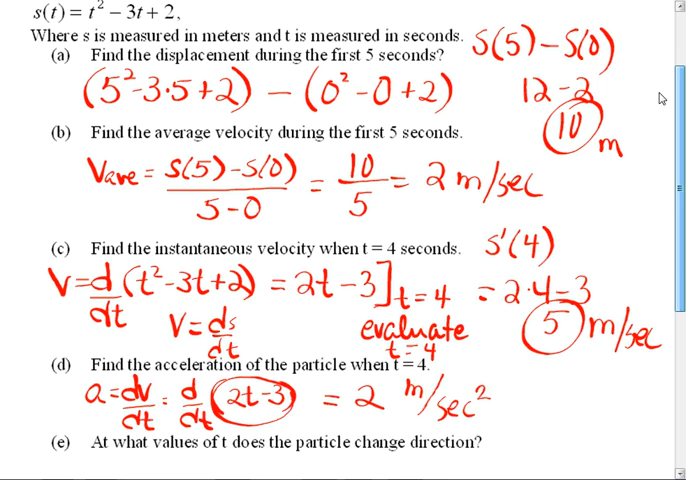 s(t) = t² − 3t + 2,
Where s is measured in meters and t is measured in seconds.
(a) Find the displacement during the first 5 seconds? S(5) − S(0)
(5² − 3·5 + 2) − (0² − 0 + 2) 12 − 2
10 m
(b) Find the average velocity during the first 5 seconds.
Vave = S(5) − S(0) / 5 − 0 = 10 / 5 = 2 m/sec
(c) Find the instantaneous velocity when t = 4 seconds. S'(4)
V = d/dt (t² − 3t + 2) = 2t − 3] t = 4 = 2·4 − 3
V = ds/dt evaluate t = 4 5 m/sec
(d) Find the acceleration of the particle when t = 4.
a = dv/dt = d/dt (2t − 3) = 2 m/sec²
(e) At what values of t does the particle change direction?